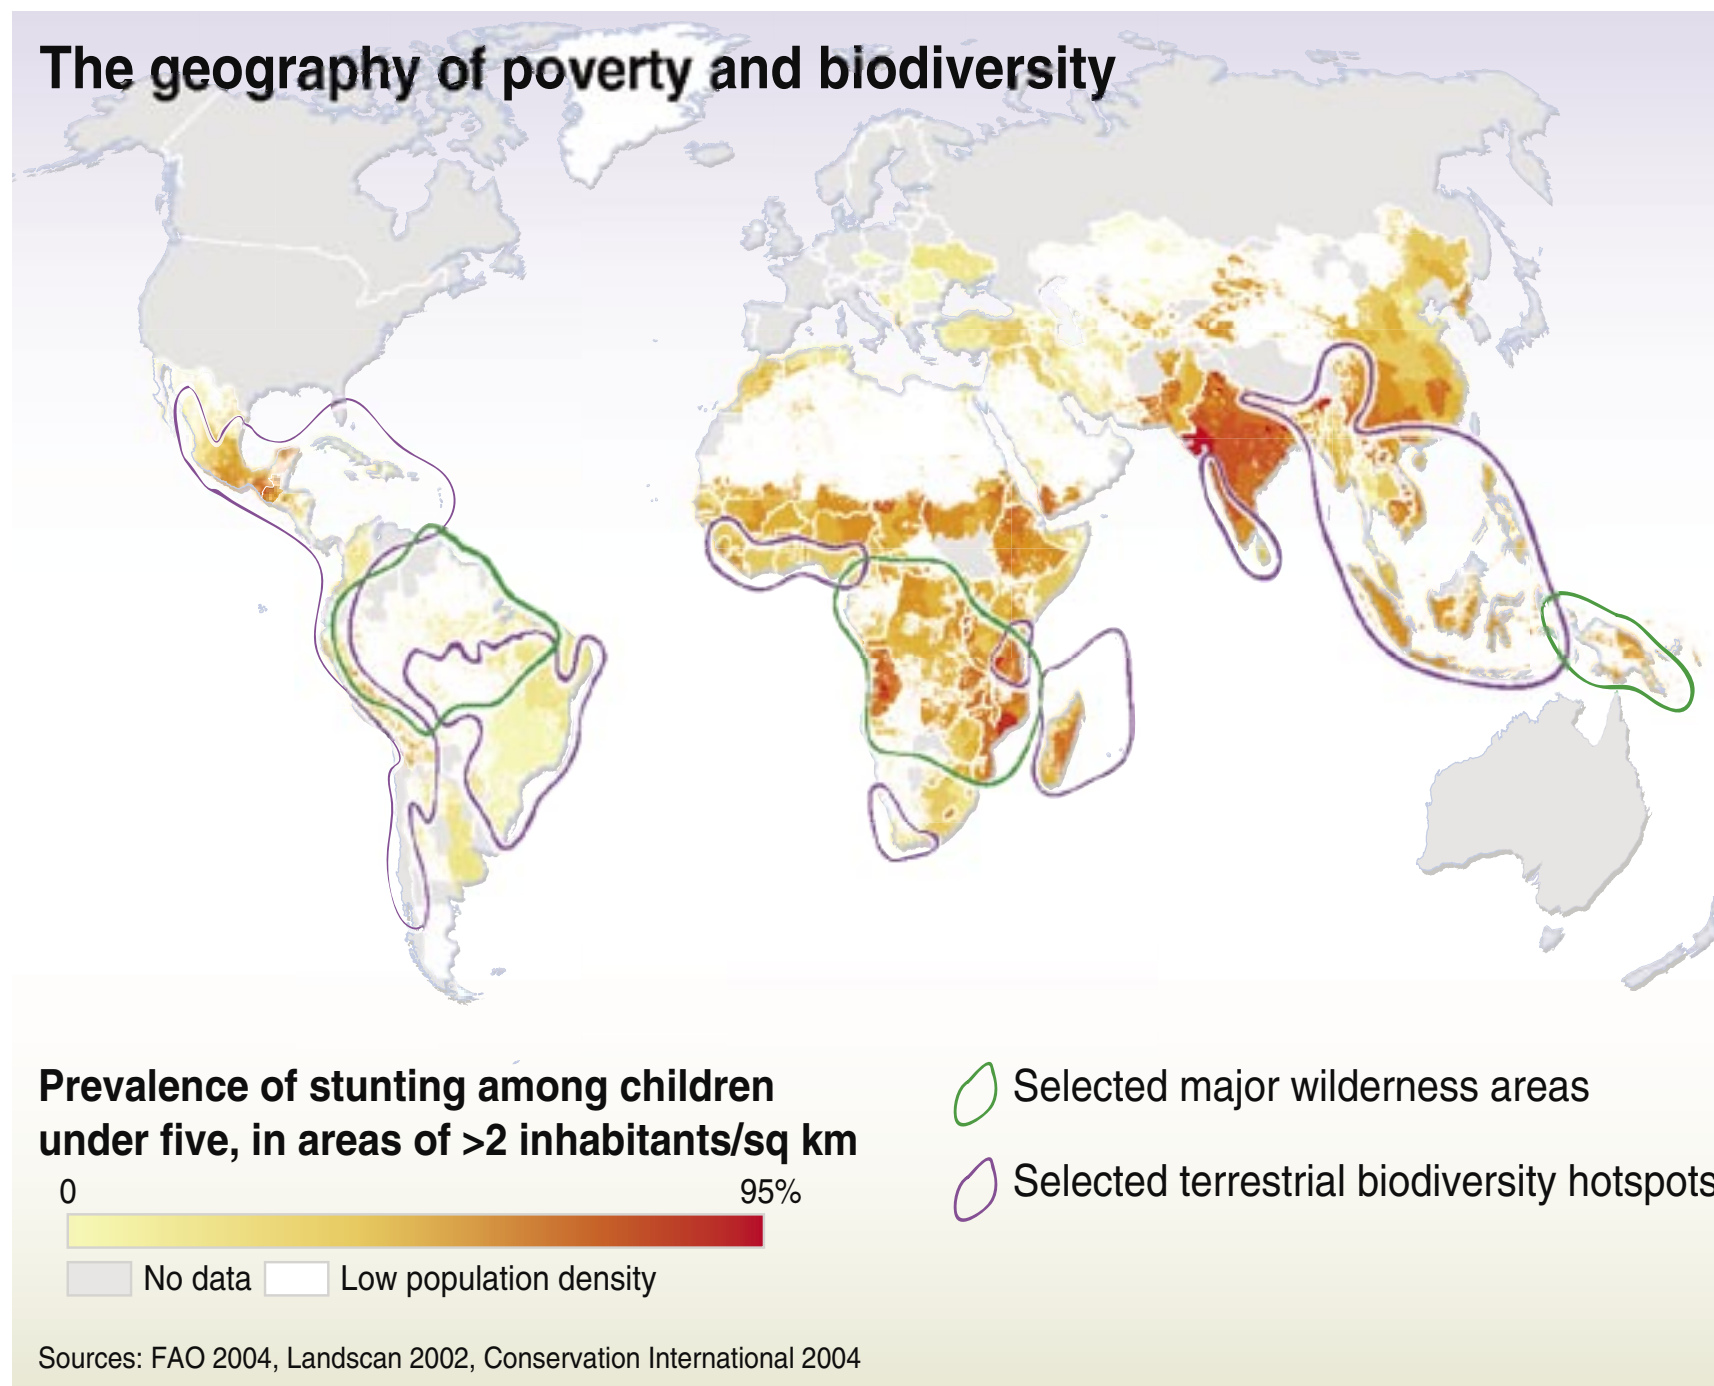 The geography of poverty and biodiversity
Prevalence of stunting among children
under five, in areas of >2 inhabitants/sq km
0
95%
No data
Low population density
Selected major wilderness areas
Selected terrestrial biodiversity hotspots
Sources: FAO 2004, Landscan 2002, Conservation International 2004